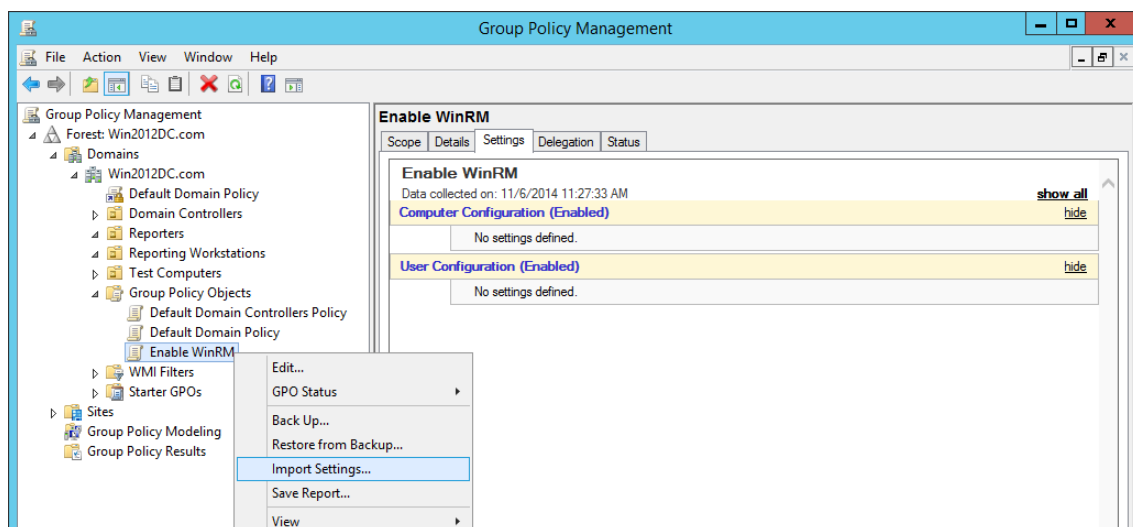 Group Policy Management
File Action View Window Help
Group Policy Management
Forest: Win2012DC.com
Domains
Win2012DC.com
Default Domain Policy
Domain Controllers
Reporters
Reporting Workstations
Test Computers
Group Policy Objects
Default Domain Controllers Policy
Default Domain Policy
Enable WinRM
WMI Filters
Starter GPOs
Sites
Group Policy Modeling
Group Policy Results
Edit...
GPO Status
Back Up...
Restore from Backup...
Import Settings...
Save Report...
View
Enable WinRM
Scope Details Settings Delegation Status
Enable WinRM
Data collected on: 11/6/2014 11:27:33 AM show all
Computer Configuration (Enabled) hide
No settings defined.
User Configuration (Enabled) hide
No settings defined.